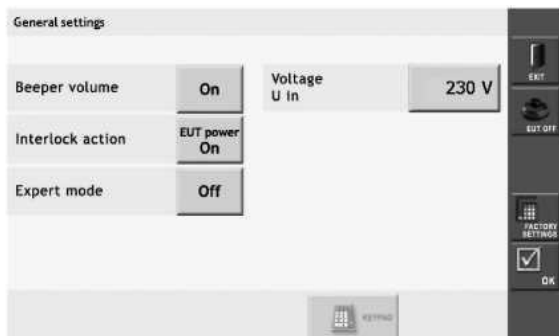 General settings
Beeper volume
On
Voltage
U in
230 V
Interlock action
EUT power
On
Expert mode
Off
EXIT
EUT OFF
FACTORY
SETTINGS
OK
KEYPAD